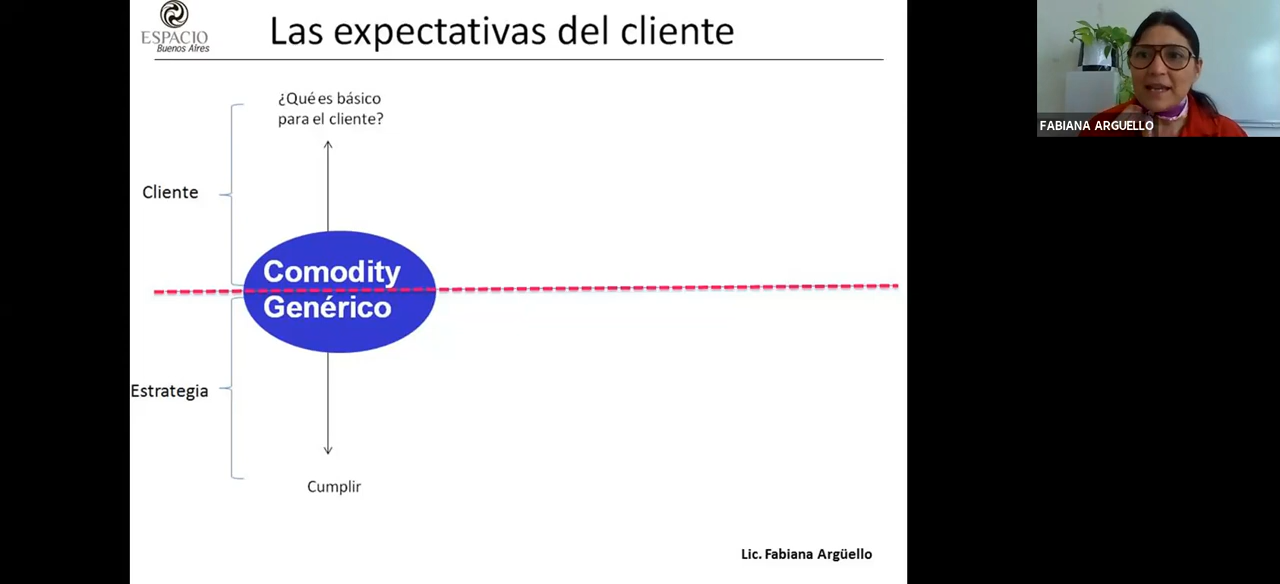 ESPACIO
Buenos Aires
Las expectativas del cliente
¿Qué es básico
para el cliente?
Cliente
Comodity
Genérico
Estrategia
Cumplir
Lic. Fabiana Argüello
FABIANA ARGÜELLO